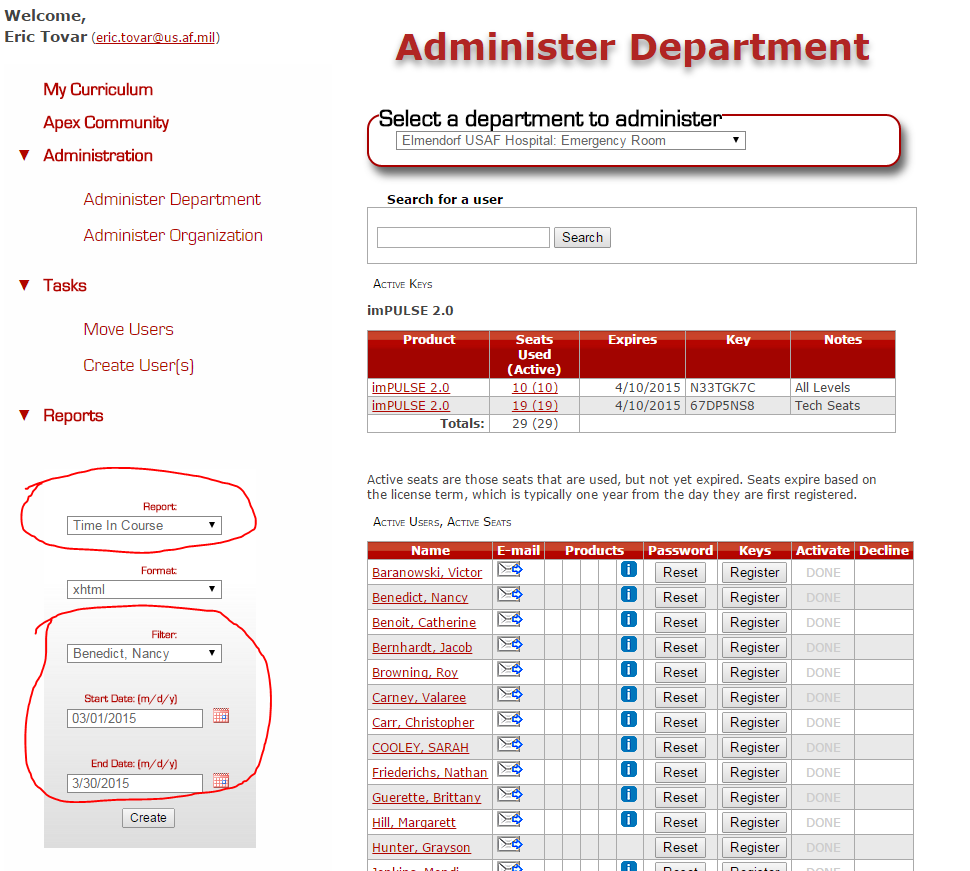 Welcome,
Eric Tovar (eric.tovar@us.af.mil)
My Curriculum
Apex Community
▼ Administration
Administer Department
Administer Organization
▼ Tasks
Move Users
Create User(s)
▼ Reports
Report:
Time In Course
Format:
xhtml
Filter:
Benedict, Nancy
Start Date: (m/d/y)
03/01/2015
End Date: (m/d/y)
3/30/2015
Create
Administer Department
Select a department to administer
Elmendorf USAF Hospital: Emergency Room
Search for a user
Search
Active Keys
imPULSE 2.0
Product Seats Used (Active) Expires Key Notes
imPULSE 2.0 10 (10) 4/10/2015 N33TGK7C All Levels
imPULSE 2.0 19 (19) 4/10/2015 67DP5NS8 Tech Seats
Totals: 29 (29)
Active seats are those seats that are used, but not yet expired. Seats expire based on
the license term, which is typically one year from the day they are first registered.
Active Users, Active Seats
Name E-mail Products Password Keys Activate Decline
Baranowski, Victor i Reset Register DONE
Benedict, Nancy i Reset Register DONE
Benoit, Catherine i Reset Register DONE
Bernhardt, Jacob i Reset Register DONE
Browning, Roy i Reset Register DONE
Carney, Valaree i Reset Register DONE
Carr, Christopher i Reset Register DONE
COOLEY, SARAH i Reset Register DONE
Friederichs, Nathan i Reset Register DONE
Guerette, Brittany i Reset Register DONE
Hill, Margarett i Reset Register DONE
Hunter, Grayson Reset Register DONE
i Reset Register DONE